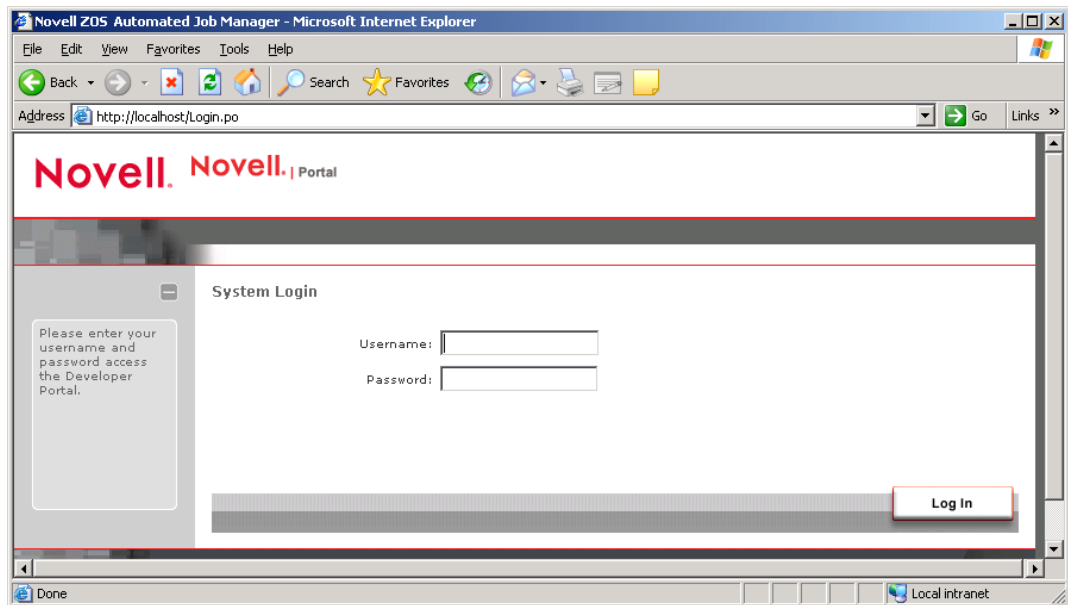 Novell ZOS Automated Job Manager - Microsoft Internet Explorer
File Edit View Favorites Tools Help
Back Search Favorites
Address http://localhost/Login.po Go Links »
Novell. Novell. | Portal
System Login
Please enter your
username and
password access
the Developer
Portal.
Username:
Password:
Log In
Done Local intranet